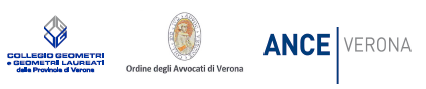 COLLEGIO GEOMETRI
e GEOMETRI LAUREATI
della Provincia di Verona
Ordine degli Avvocati di Verona
ANCE VERONA